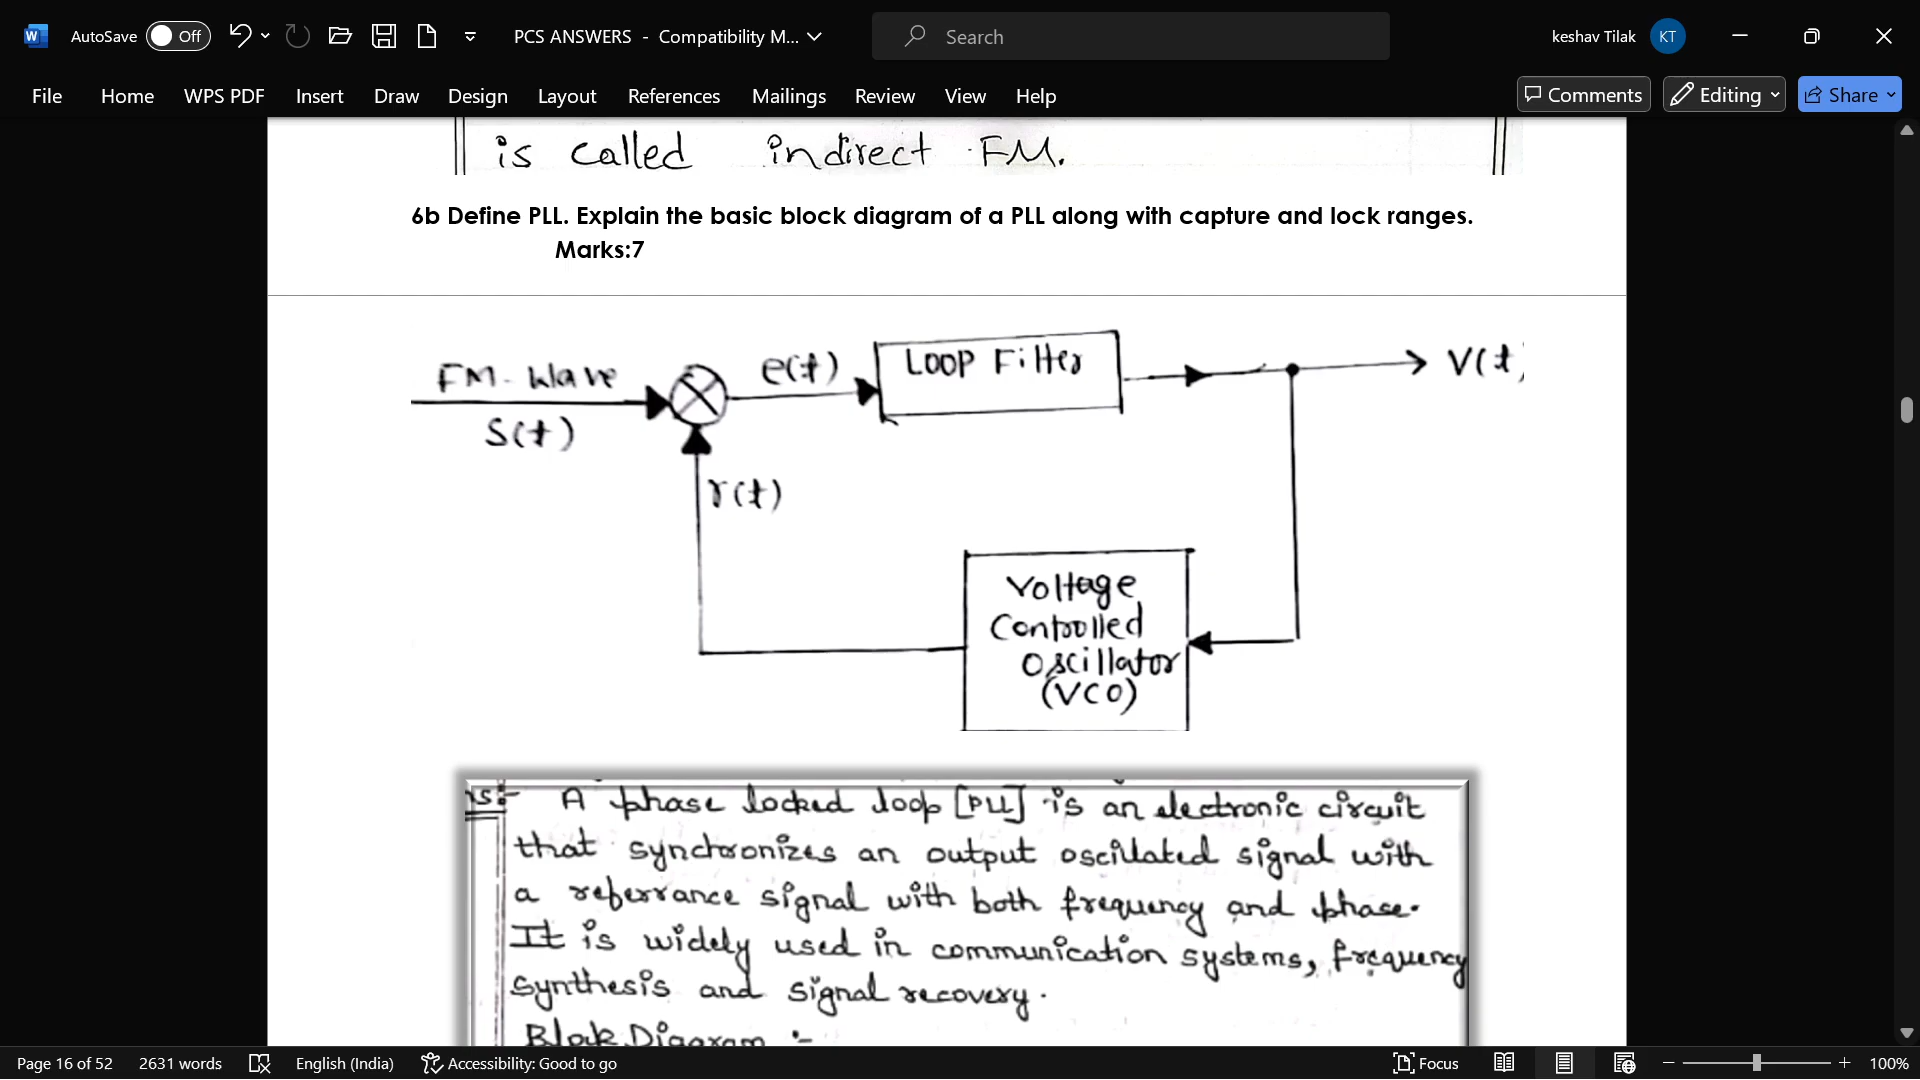 AutoSave Off PCS ANSWERS - Compatibility M... Search keshav Tilak KT
File Home WPS PDF Insert Draw Design Layout References Mailings Review View Help Comments Editing Share
is called indirect FM.
6b Define PLL. Explain the basic block diagram of a PLL along with capture and lock ranges.
Marks:7
FM-Wave
S(t)
e(t)
Loop Filter
V(t)
r(t)
Voltage
Controlled
Oscillator
(VCO)
ns:- A phase locked loop [PLL] is an electronic circuit
that synchronizes an output oscillated signal with
a referrance signal with both frequency and phase.
It is widely used in communication systems, frequency
synthesis and signal recovery.
Block Diagram :-
Page 16 of 52 2631 words English (India) Accessibility: Good to go Focus 100%